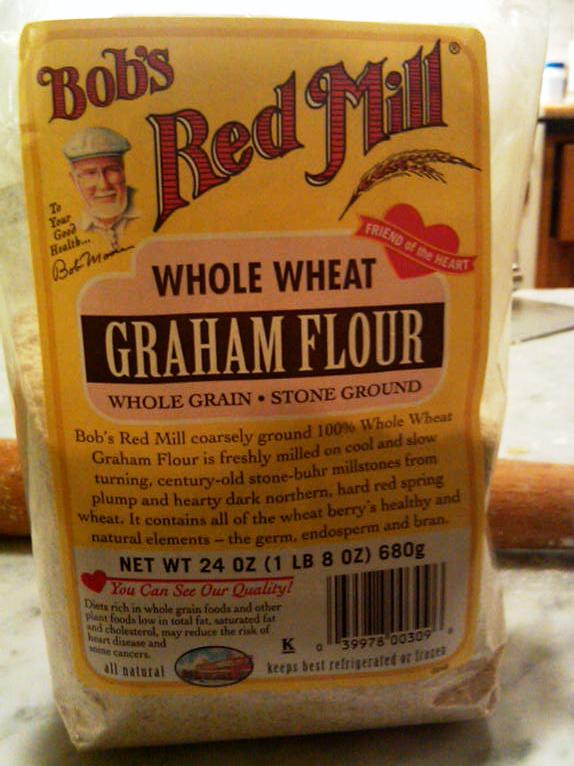 Bob's
Red Mill®
To
Your
Good
Health...
Bob Moore
FRIEND of the HEART
WHOLE WHEAT
GRAHAM FLOUR
WHOLE GRAIN • STONE GROUND
Bob's Red Mill coarsely ground 100% Whole Wheat
Graham Flour is freshly milled on cool and slow
turning, century-old stone-buhr millstones from
plump and hearty dark northern, hard red spring
wheat. It contains all of the wheat berry's healthy and
natural elements – the germ, endosperm and bran.
NET WT 24 OZ (1 LB 8 OZ) 680g
You Can See Our Quality!
Diets rich in whole grain foods and other
plant foods low in total fat, saturated fat
and cholesterol, may reduce the risk of
heart disease and
some cancers.
K
0 39978 00309
all natural
keeps best refrigerated or frozen